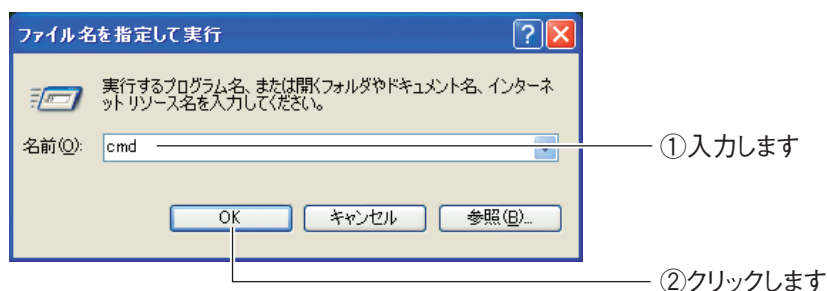 ファイル名を指定して実行
実行するプログラム名、または開くフォルダやドキュメント名、インターネ
ット リソース名を入力してください。
名前(O):
cmd
①入力します
OK
キャンセル
参照(B)...
②クリックします